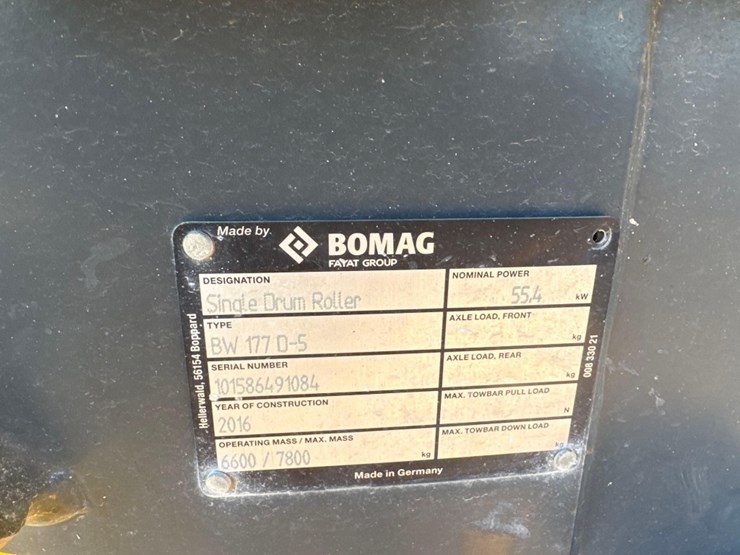 Made by
BOMAG
FAYAT GROUP
DESIGNATION
Single Drum Roller
NOMINAL POWER
55.4 kW
TYPE
BW 177 D-5
AXLE LOAD, FRONT
kg
SERIAL NUMBER
101586491084
AXLE LOAD, REAR
kg
YEAR OF CONSTRUCTION
2016
MAX. TOWBAR PULL LOAD
N
OPERATING MASS / MAX. MASS
6600 / 7800 kg
MAX. TOWBAR DOWN LOAD
kg
Made in Germany
Hellerwald, 56154 Boppard
008 330 21